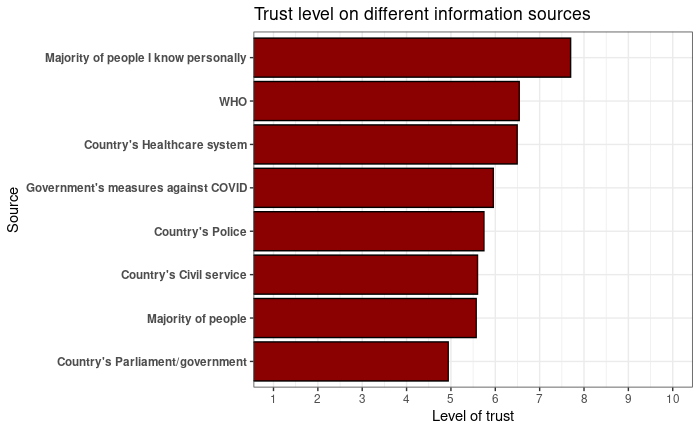 Trust level on different information sources
Majority of people I know personally
WHO
Country's Healthcare system
Government's measures against COVID
Country's Police
Country's Civil service
Majority of people
Country's Parliament/government
Source
1 2 3 4 5 6 7 8 9 10
Level of trust